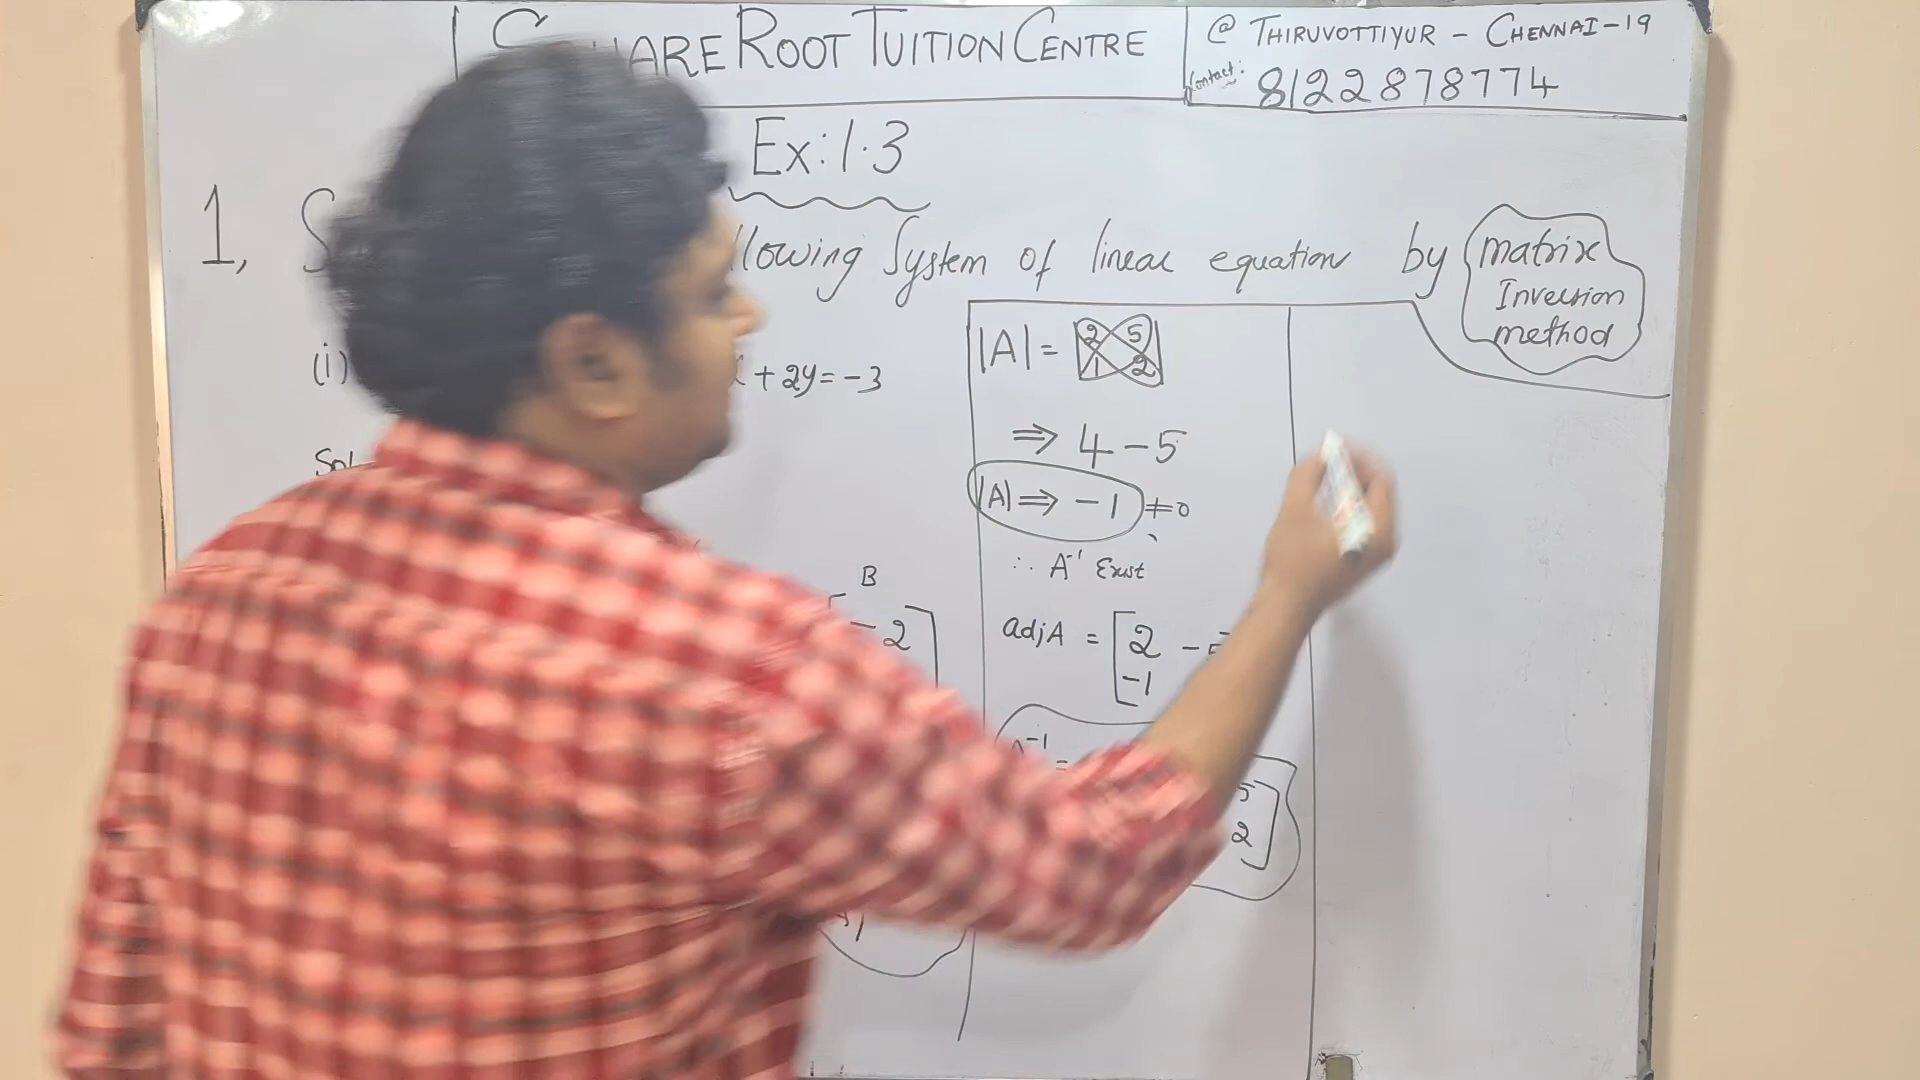 ARE ROOT TUITION CENTRE
@ THIRUVOTTIYUR - CHENNAI-19
Contact: 8122878774
Ex: 1.3
1, S llowing System of linear equation by matrix
Inversion
method
(i) + 2y = -3
Sol
B
-2
|A| = |2 5|
|1 2|
⇒ 4 - 5
|A| ⇒ -1 ≠ 0
∴ A⁻¹ Exist
adjA = [2 -5
-1
-1
=
5
2